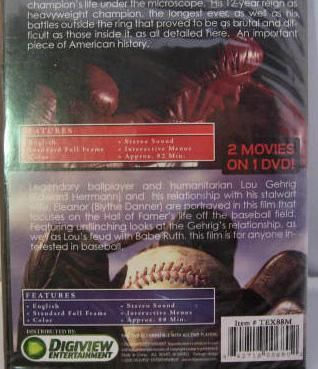 champion's life under the microscope. His 12-year reign as
heavyweight champion, the longest ever, as well as his
battles outside the ring that proved to be as brutal and dif-
ficult as those inside it, as all detailed here. An important
piece of American history.
FEATURES
• English
• Standard Full Frame
• Color
• Stereo Sound
• Interactive Menus
• Approx. 82 Min.
2 MOVIES
ON 1 DVD!
Legendary ballplayer and humanitarian Lou Gehrig
(Edward Herrmann) and his relationship with his stalwart
wife, Eleanor (Blythe Danner) are portrayed in this film that
focuses on the Hall of Famer's life off the baseball field.
Featuring unflinching looks at the Gehrig's relationship, as
well as Lou's feud with Babe Ruth, this film is for anyone in-
terested in baseball.
FEATURES
• English
• Standard Full Frame
• Color
• Stereo Sound
• Interactive Menus
• Approx. Min.
DISTRIBUTED BY:
DIGIVIEW
ENTERTAINMENT
Item # TEX88M